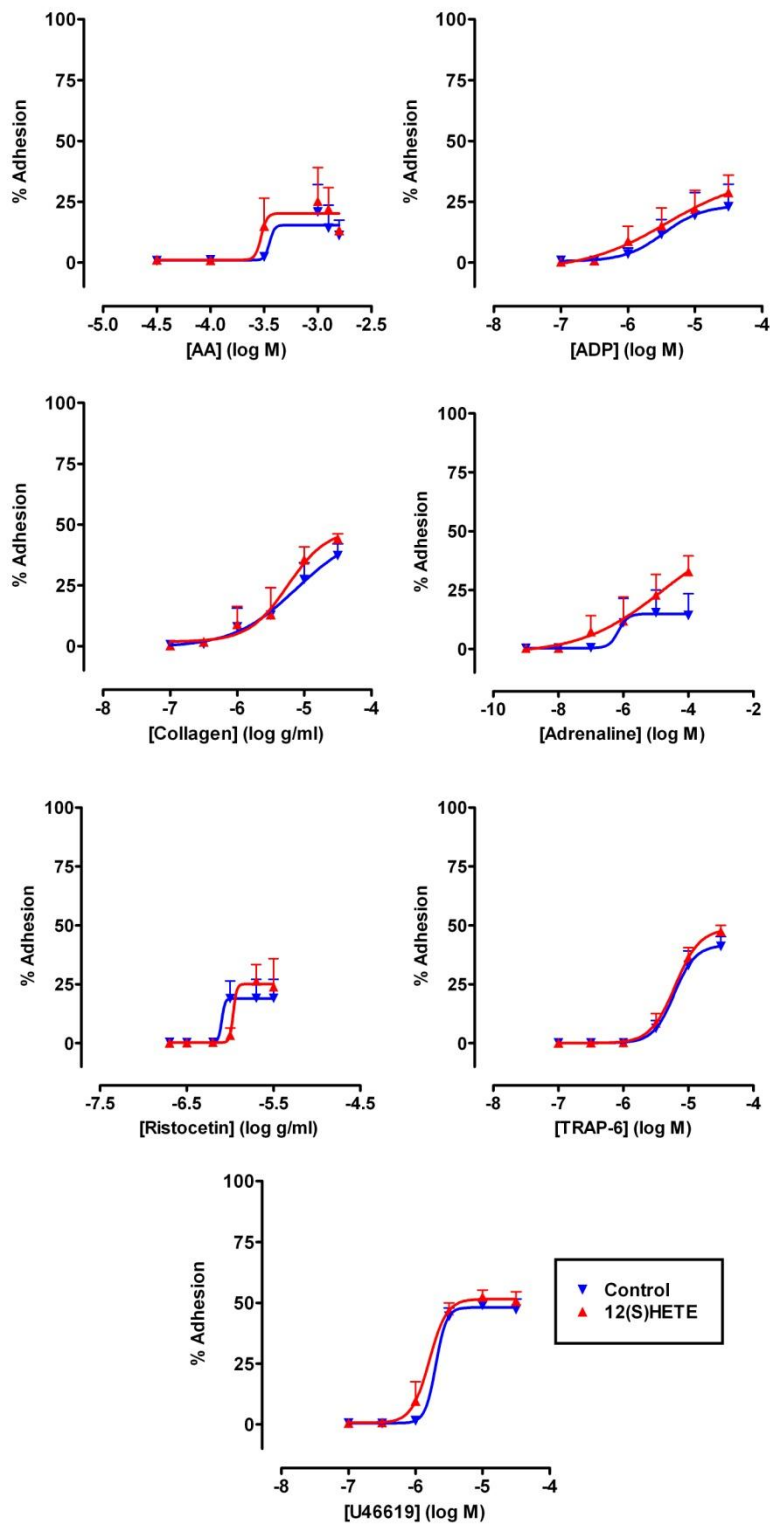 100
75
50
25
0
% Adhesion
-5.0 -4.5 -4.0 -3.5 -3.0 -2.5
[AA] (log M)
100
75
50
25
0
% Adhesion
-8 -7 -6 -5 -4
[ADP] (log M)
100
75
50
25
0
% Adhesion
-8 -7 -6 -5 -4
[Collagen] (log g/ml)
100
75
50
25
0
% Adhesion
-10 -8 -6 -4 -2
[Adrenaline] (log M)
100
75
50
25
0
% Adhesion
-7.5 -6.5 -5.5 -4.5
[Ristocetin] (log g/ml)
100
75
50
25
0
% Adhesion
-8 -7 -6 -5 -4
[TRAP-6] (log M)
100
75
50
25
0
% Adhesion
-8 -7 -6 -5 -4
[U46619] (log M)
Control
12(S)HETE